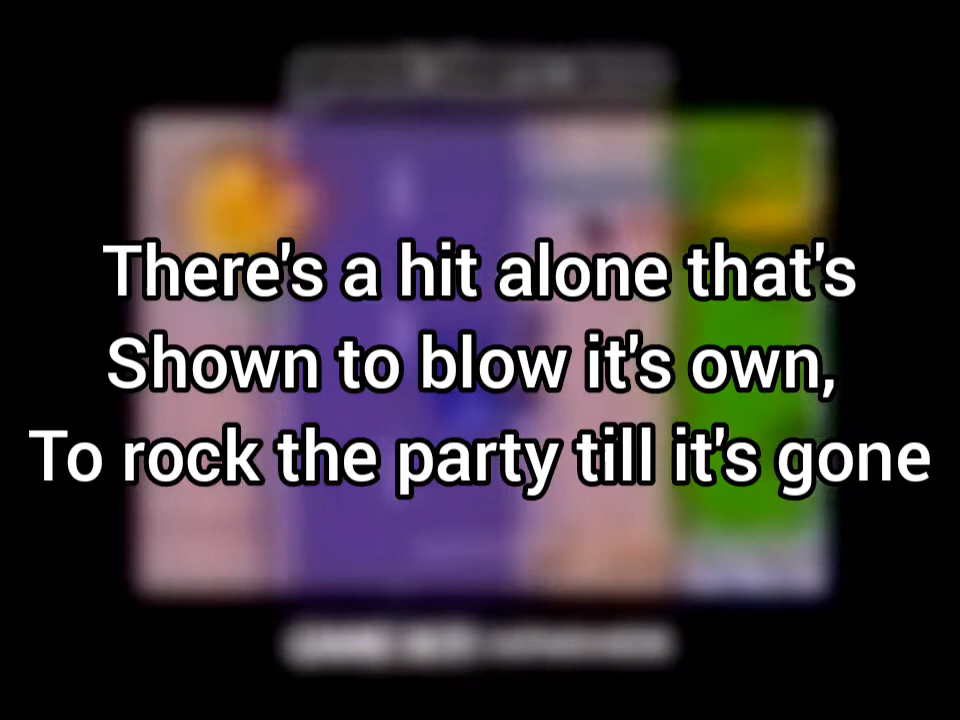 There's a hit alone that's
Shown to blow it's own,
To rock the party till it's gone